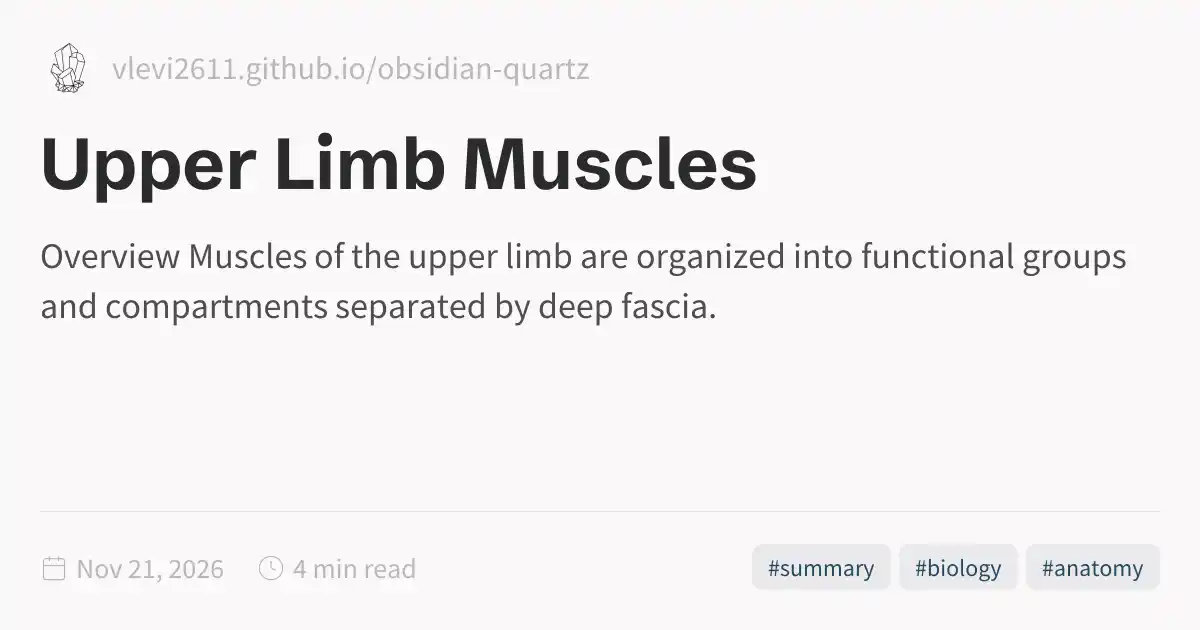 vlevi2611.github.io/obsidian-quartz
Upper Limb Muscles
Overview Muscles of the upper limb are organized into functional groups
and compartments separated by deep fascia.
Nov 21, 2026 4 min read #summary #biology #anatomy